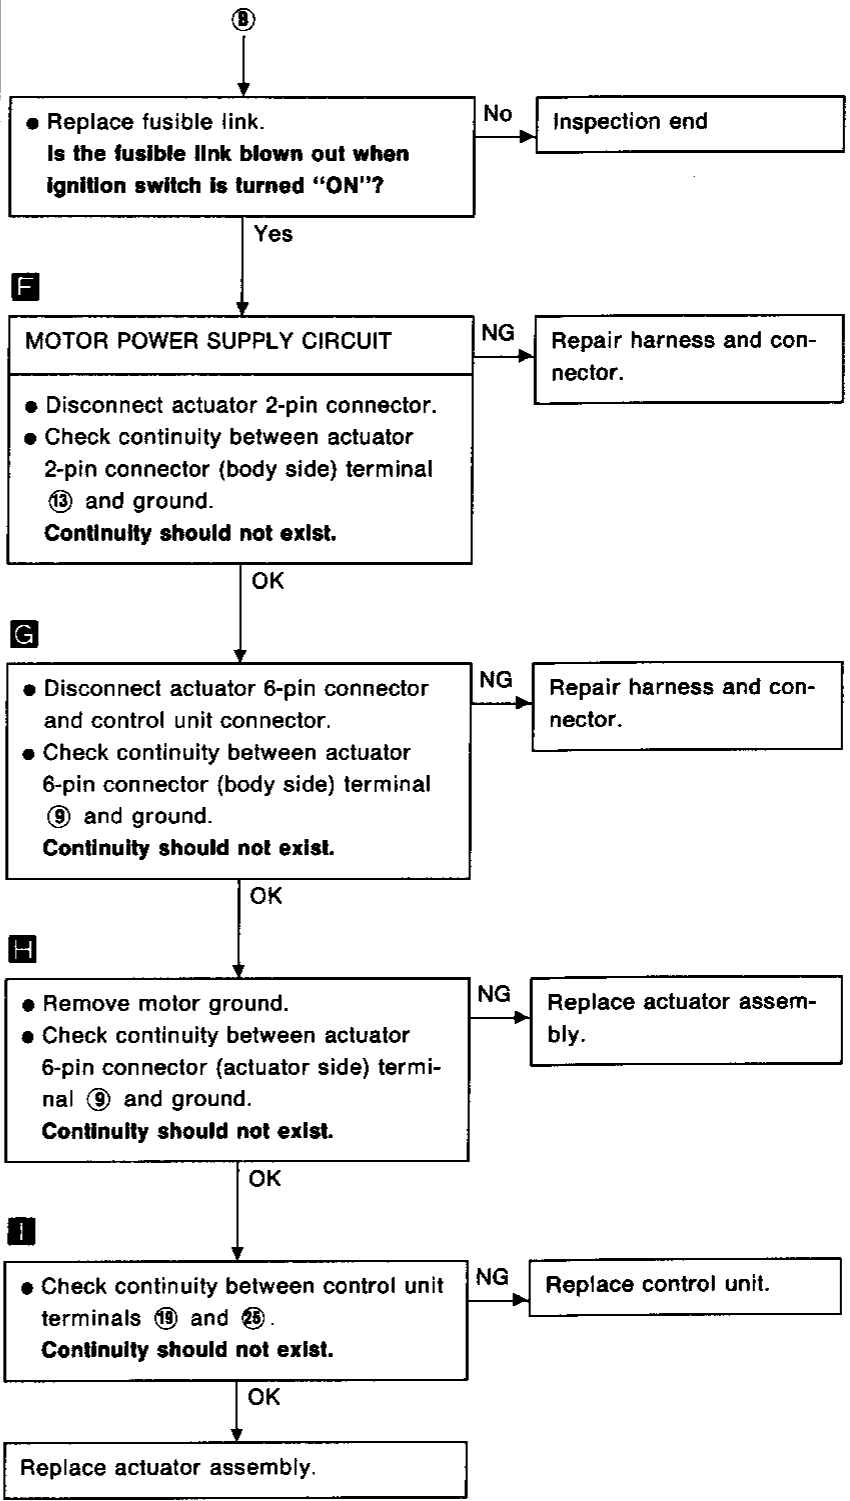 Ⓑ
● Replace fusible link.
Is the fusible link blown out when
ignition switch is turned "ON"?
No
Inspection end
Yes
F
MOTOR POWER SUPPLY CIRCUIT
NG
Repair harness and con-
nector.
● Disconnect actuator 2-pin connector.
● Check continuity between actuator
2-pin connector (body side) terminal
⑬ and ground.
Continuity should not exist.
OK
G
● Disconnect actuator 6-pin connector
and control unit connector.
● Check continuity between actuator
6-pin connector (body side) terminal
⑨ and ground.
Continuity should not exist.
NG
Repair harness and con-
nector.
OK
H
● Remove motor ground.
● Check continuity between actuator
6-pin connector (actuator side) termi-
nal ⑨ and ground.
Continuity should not exist.
NG
Replace actuator assem-
bly.
OK
I
● Check continuity between control unit
terminals ⑲ and ㉕.
Continuity should not exist.
NG
Replace control unit.
OK
Replace actuator assembly.